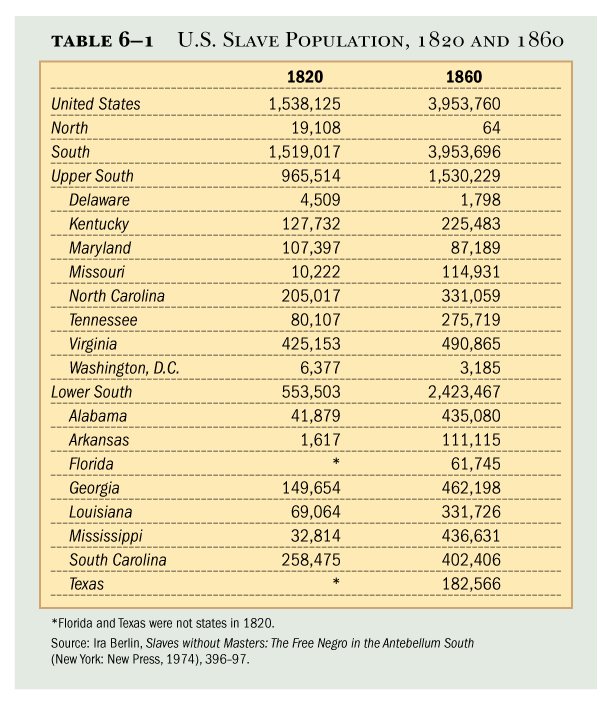 TABLE 6–1 U.S. SLAVE POPULATION, 1820 AND 1860
1820 1860
United States 1,538,125 3,953,760
North 19,108 64
South 1,519,017 3,953,696
Upper South 965,514 1,530,229
Delaware 4,509 1,798
Kentucky 127,732 225,483
Maryland 107,397 87,189
Missouri 10,222 114,931
North Carolina 205,017 331,059
Tennessee 80,107 275,719
Virginia 425,153 490,865
Washington, D.C. 6,377 3,185
Lower South 553,503 2,423,467
Alabama 41,879 435,080
Arkansas 1,617 111,115
Florida * 61,745
Georgia 149,654 462,198
Louisiana 69,064 331,726
Mississippi 32,814 436,631
South Carolina 258,475 402,406
Texas * 182,566
*Florida and Texas were not states in 1820.
Source: Ira Berlin, Slaves without Masters: The Free Negro in the Antebellum South
(New York: New Press, 1974), 396–97.